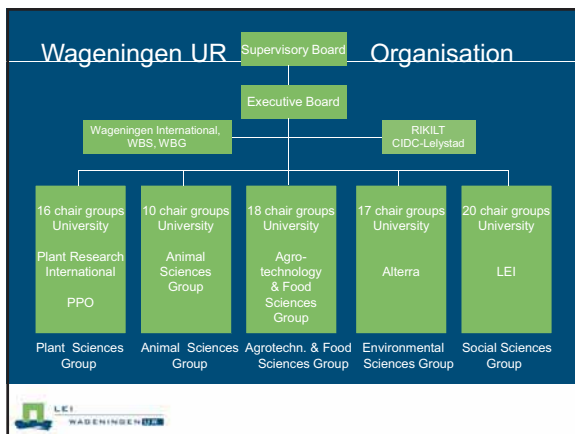 Wageningen UR
Supervisory Board
Organisation
Executive Board
Wageningen International,
WBS, WBG
RIKILT
CIDC-Lelystad
16 chair groups
University
Plant Research
International
PPO
10 chair groups
University
Animal
Sciences
Group
18 chair groups
University
Agro-
technology
& Food
Sciences
Group
17 chair groups
University
Alterra
20 chair groups
University
LEI
Plant Sciences
Group
Animal Sciences
Group
Agrotechn. & Food
Sciences Group
Environmental
Sciences Group
Social Sciences
Group
LEI
WAGENINGEN UR